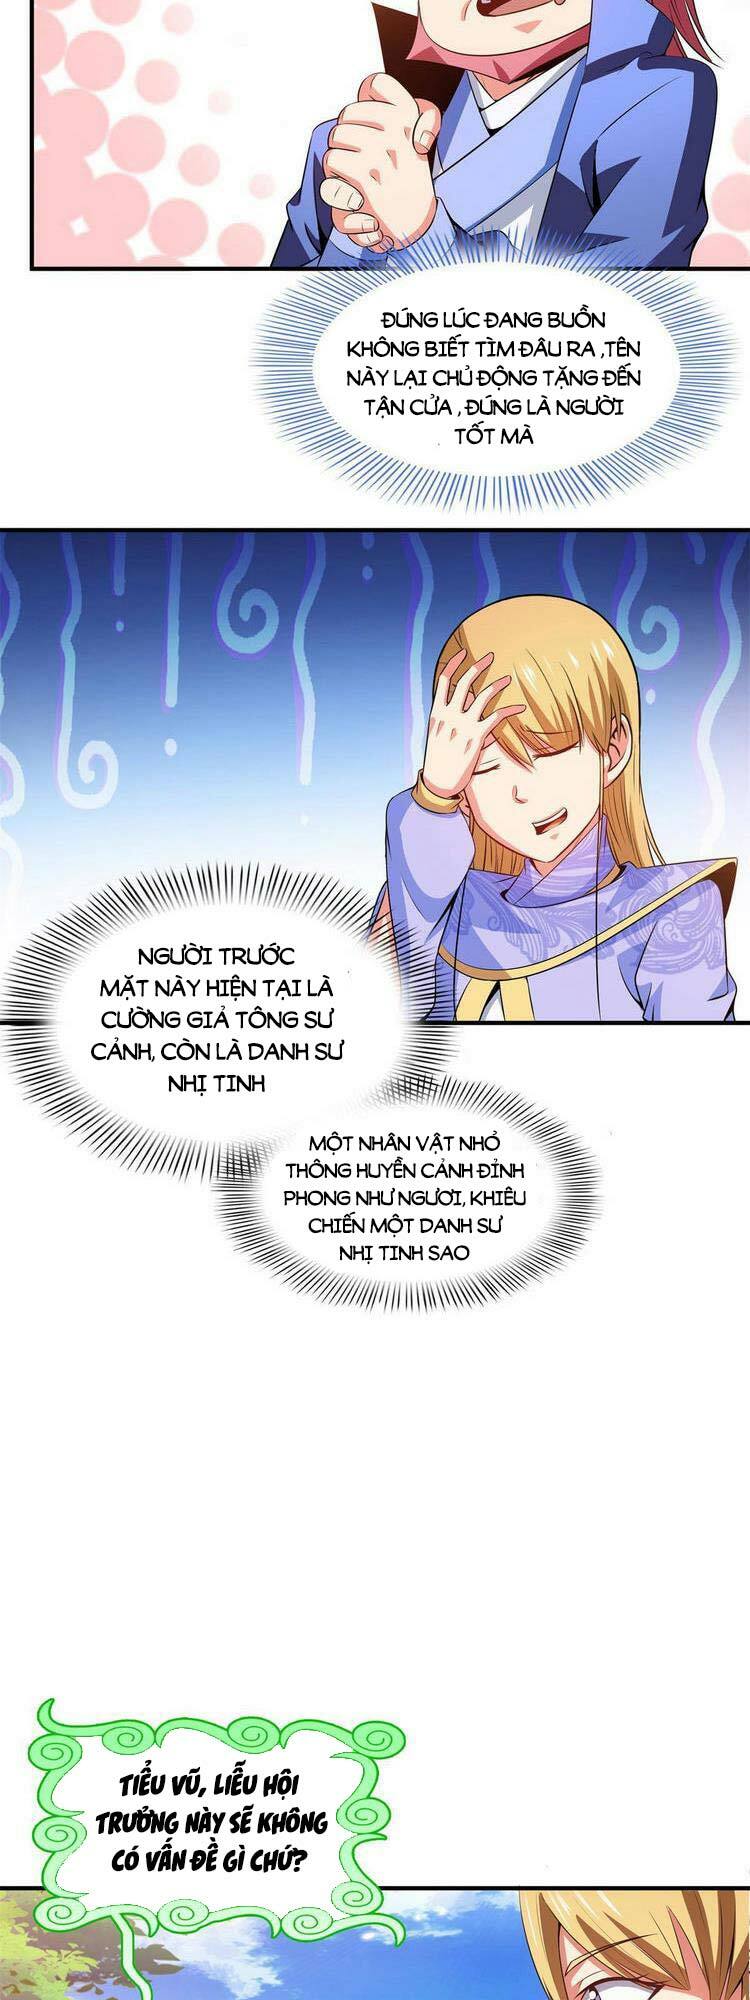 ĐÚNG LÚC ĐANG BUỒN
KHÔNG BIẾT TÌM ĐÂU RA ,TÊN
NÀY LẠI CHỦ ĐỘNG TẶNG ĐẾN
TẬN CỬA , ĐÚNG LÀ NGƯỜI
TỐT MÀ
NGƯỜI TRƯỚC
MẶT NÀY HIỆN TẠI LÀ
CƯỜNG GIẢ TÔNG SƯ
CẢNH, CÒN LÀ DANH SƯ
NHỊ TINH
MỘT NHÂN VẬT NHỎ
THÔNG HUYỀN CẢNH ĐỈNH
PHONG NHƯ NGƯƠI, KHIÊU
CHIẾN MỘT DANH SƯ
NHỊ TINH SAO
TIỂU VŨ, LIỄU HỘI
TRƯỞNG NÀY SẼ KHÔNG
CÓ VẤN ĐỀ GÌ CHỨ?